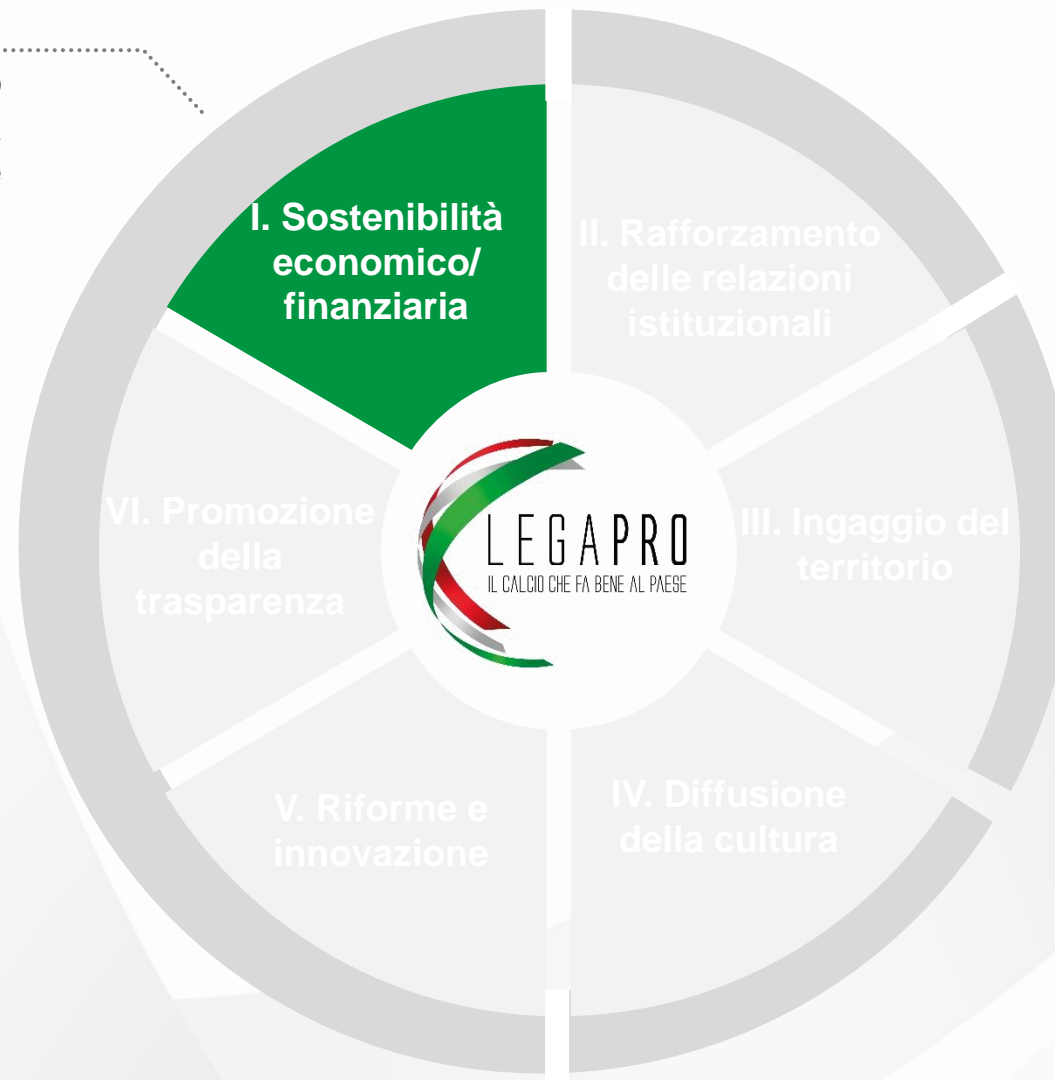 I. Sostenibilità
economico/
finanziaria
II. Rafforzamento
delle relazioni
istituzionali
III. Ingaggio del
territorio
IV. Diffusione
della cultura
V. Riforme e
innovazione
VI. Promozione
della
trasparenza
LEGAPRO
IL CALCIO CHE FA BENE AL PAESE